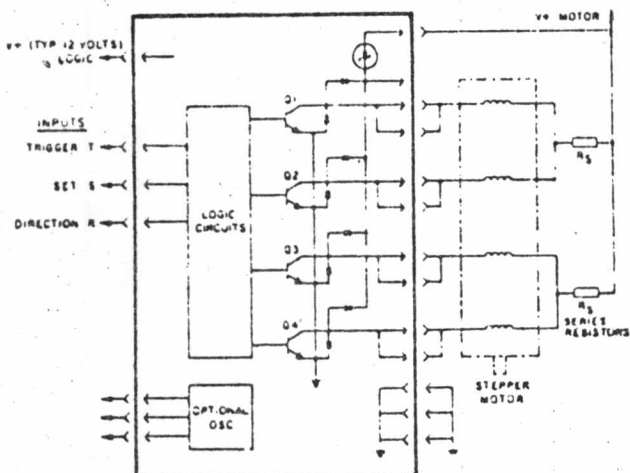 V+ MOTOR
V+ (TYP 12 VOLTS)
LOGIC
INPUTS
TRIGGER T
SET S
DIRECTION R
LOGIC
CIRCUITS
Q1
Q2
Q3
Q4
OPTIONAL
OSC
RS
RS
SERIES
RESISTORS
STEPPER
MOTOR